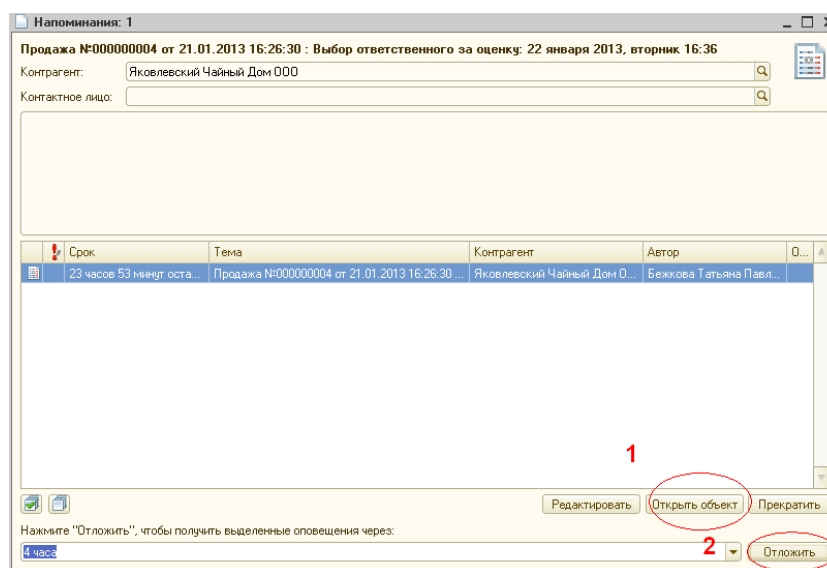 Напоминания: 1
Продажа №000000004 от 21.01.2013 16:26:30 : Выбор ответственного за оценку: 22 января 2013, вторник 16:36
Контрагент: Яковлевский Чайный Дом ООО
Контактное лицо:
Срок Тема Контрагент Автор О...
23 часов 53 минут оста... Продажа №000000004 от 21.01.2013 16:26:30 ... Яковлевский Чайный Дом О... Бежкова Татьяна Павл...
1
Редактировать Открыть объект Прекратить
Нажмите "Отложить", чтобы получить выделенные оповещения через:
4 часа 2 Отложить